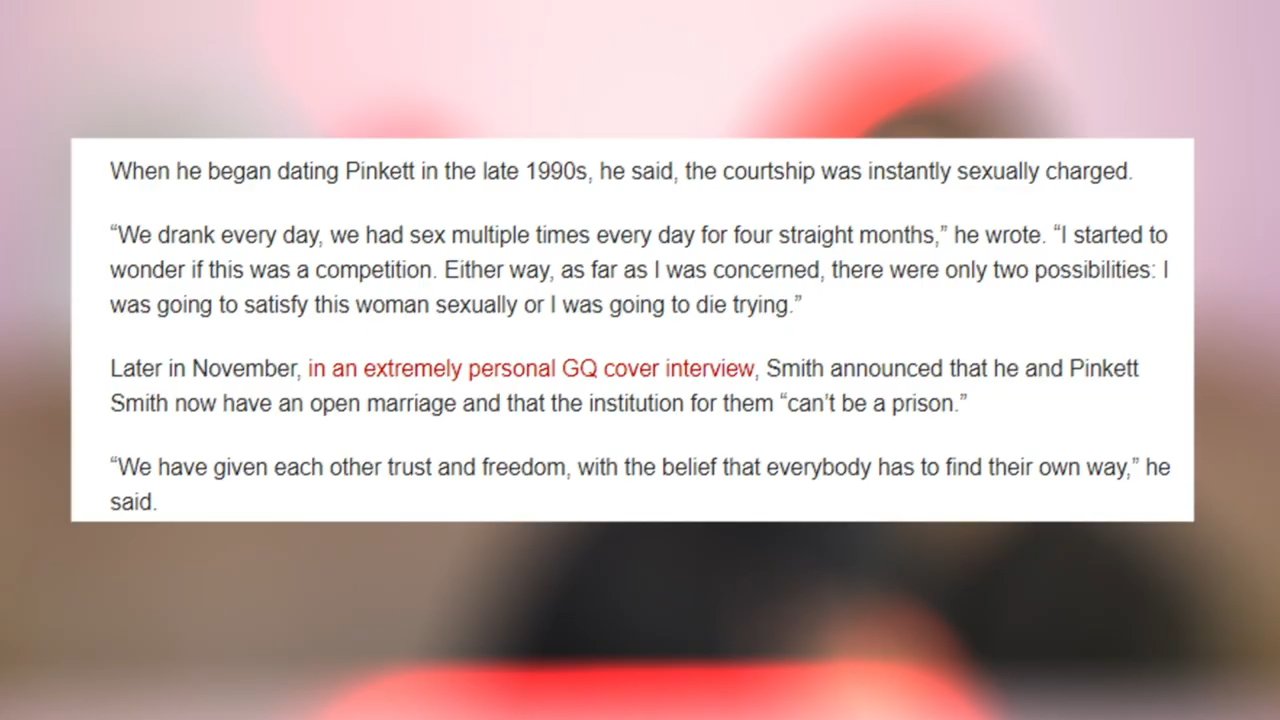 When he began dating Pinkett in the late 1990s, he said, the courtship was instantly sexually charged.
“We drank every day, we had sex multiple times every day for four straight months,” he wrote. “I started to
wonder if this was a competition. Either way, as far as I was concerned, there were only two possibilities: I
was going to satisfy this woman sexually or I was going to die trying.”
Later in November, in an extremely personal GQ cover interview, Smith announced that he and Pinkett
Smith now have an open marriage and that the institution for them “can’t be a prison.”
“We have given each other trust and freedom, with the belief that everybody has to find their own way,” he
said.